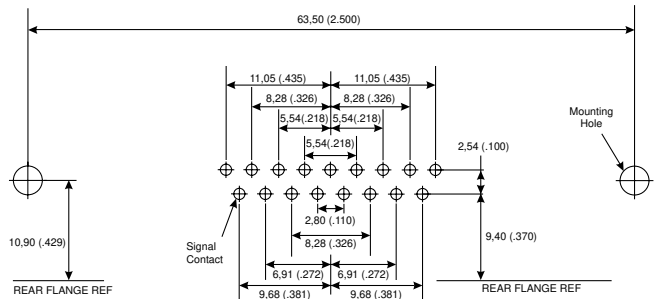 63,50 (2.500)
11,05 (.435)
11,05 (.435)
8,28 (.326)
8,28 (.326)
5,54(.218)
5,54(.218)
5,54(.218)
Mounting
Hole
2,54 (.100)
2,80 (.110)
8,28 (.326)
Signal
Contact
10,90 (.429)
9,40 (.370)
6,91 (.272)
6,91 (.272)
9,68 (.381)
9,68 (.381)
REAR FLANGE REF
REAR FLANGE REF